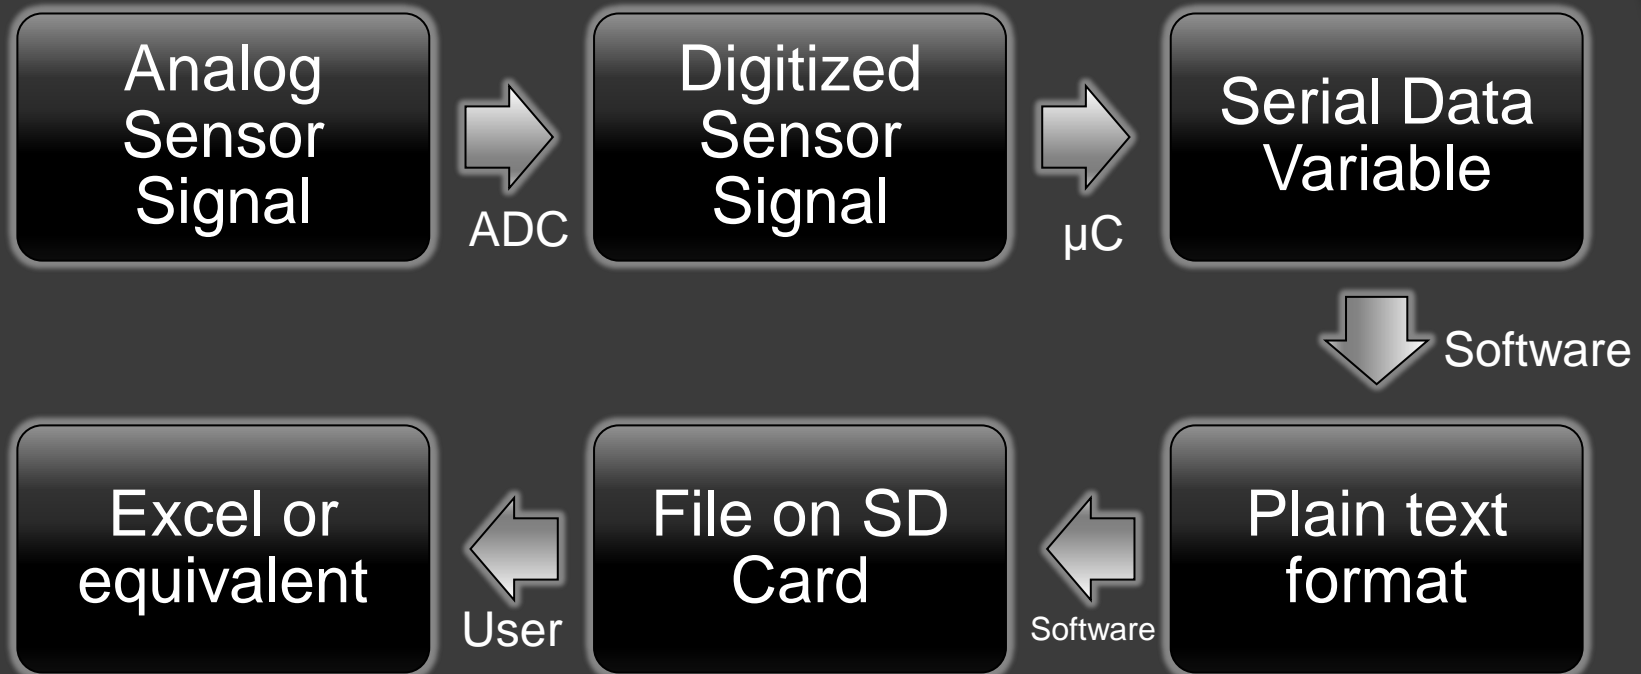 Analog
Sensor
Signal
ADC
Digitized
Sensor
Signal
µC
Serial Data
Variable
Software
Plain text
format
Software
File on SD
Card
User
Excel or
equivalent